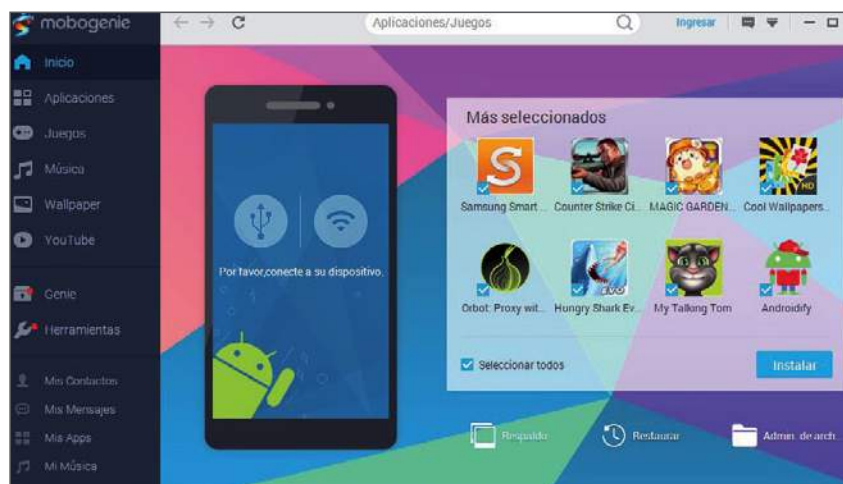 mobogenie
Aplicaciones/Juegos
Ingresar
Inicio
Aplicaciones
Juegos
Música
Wallpaper
YouTube
Genie
Herramientas
Mis Contactos
Mis Mensajes
Mis Apps
Mi Música
Por favor,conecte a su dispositivo.
Más seleccionados
S
HD
Samsung Smart... Counter Strike Ci... MAGIC GARDEN... Cool Wallpapers...
EVO
Orbot: Proxy wit... Hungry Shark Ev... My Talking Tom Androidify
Seleccionar todos
Instalar
Respaldo
Restaurar
Admin. de arch...